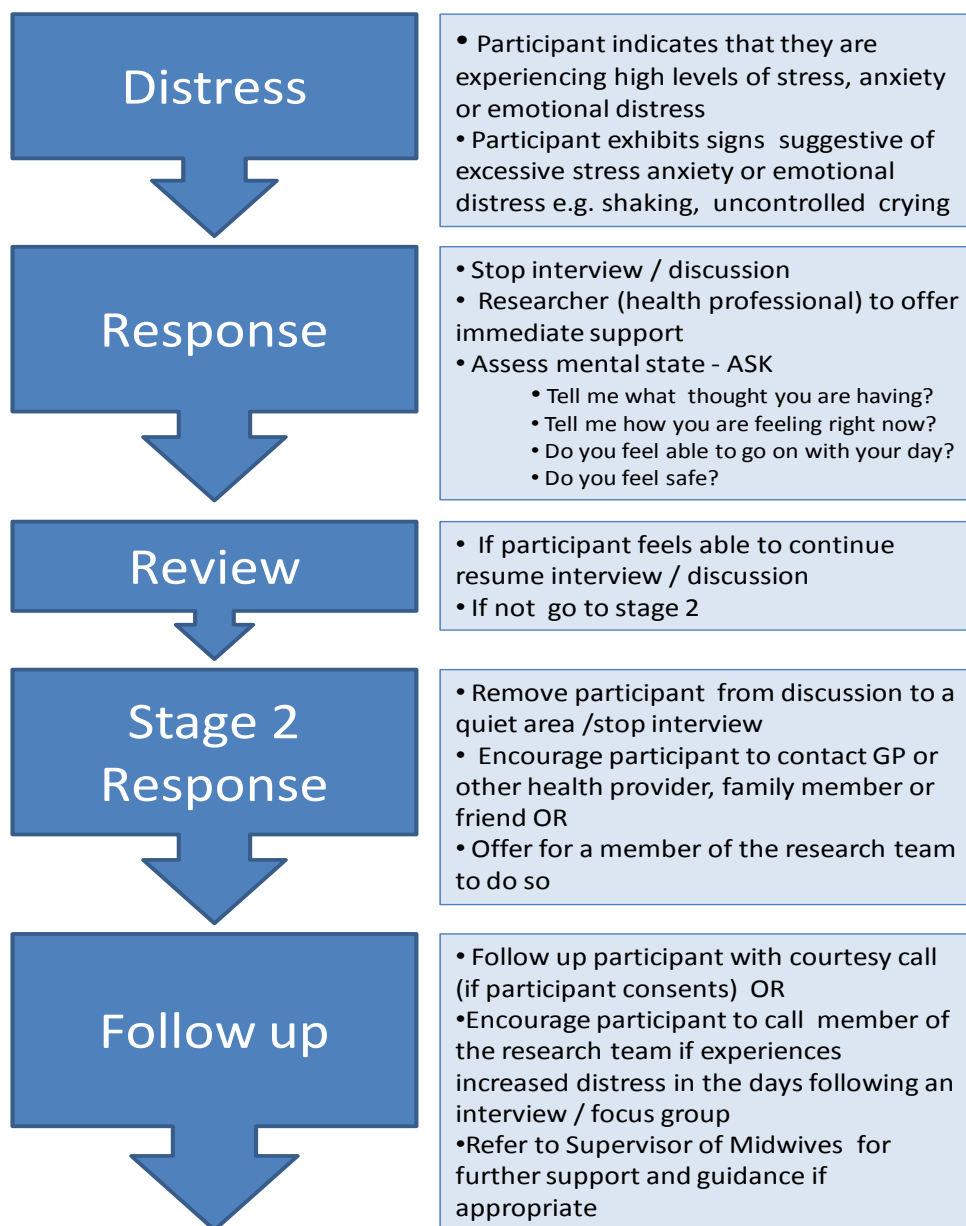 Distress
• Participant indicates that they are
experiencing high levels of stress, anxiety
or emotional distress
• Participant exhibits signs suggestive of
excessive stress anxiety or emotional
distress e.g. shaking, uncontrolled crying
Response
• Stop interview / discussion
• Researcher (health professional) to offer
immediate support
• Assess mental state - ASK
• Tell me what thought you are having?
• Tell me how you are feeling right now?
• Do you feel able to go on with your day?
• Do you feel safe?
Review
• If participant feels able to continue
resume interview / discussion
• If not go to stage 2
Stage 2
Response
• Remove participant from discussion to a
quiet area /stop interview
• Encourage participant to contact GP or
other health provider, family member or
friend OR
• Offer for a member of the research team
to do so
Follow up
• Follow up participant with courtesy call
(if participant consents) OR
•Encourage participant to call member of
the research team if experiences
increased distress in the days following an
interview / focus group
•Refer to Supervisor of Midwives for
further support and guidance if
appropriate